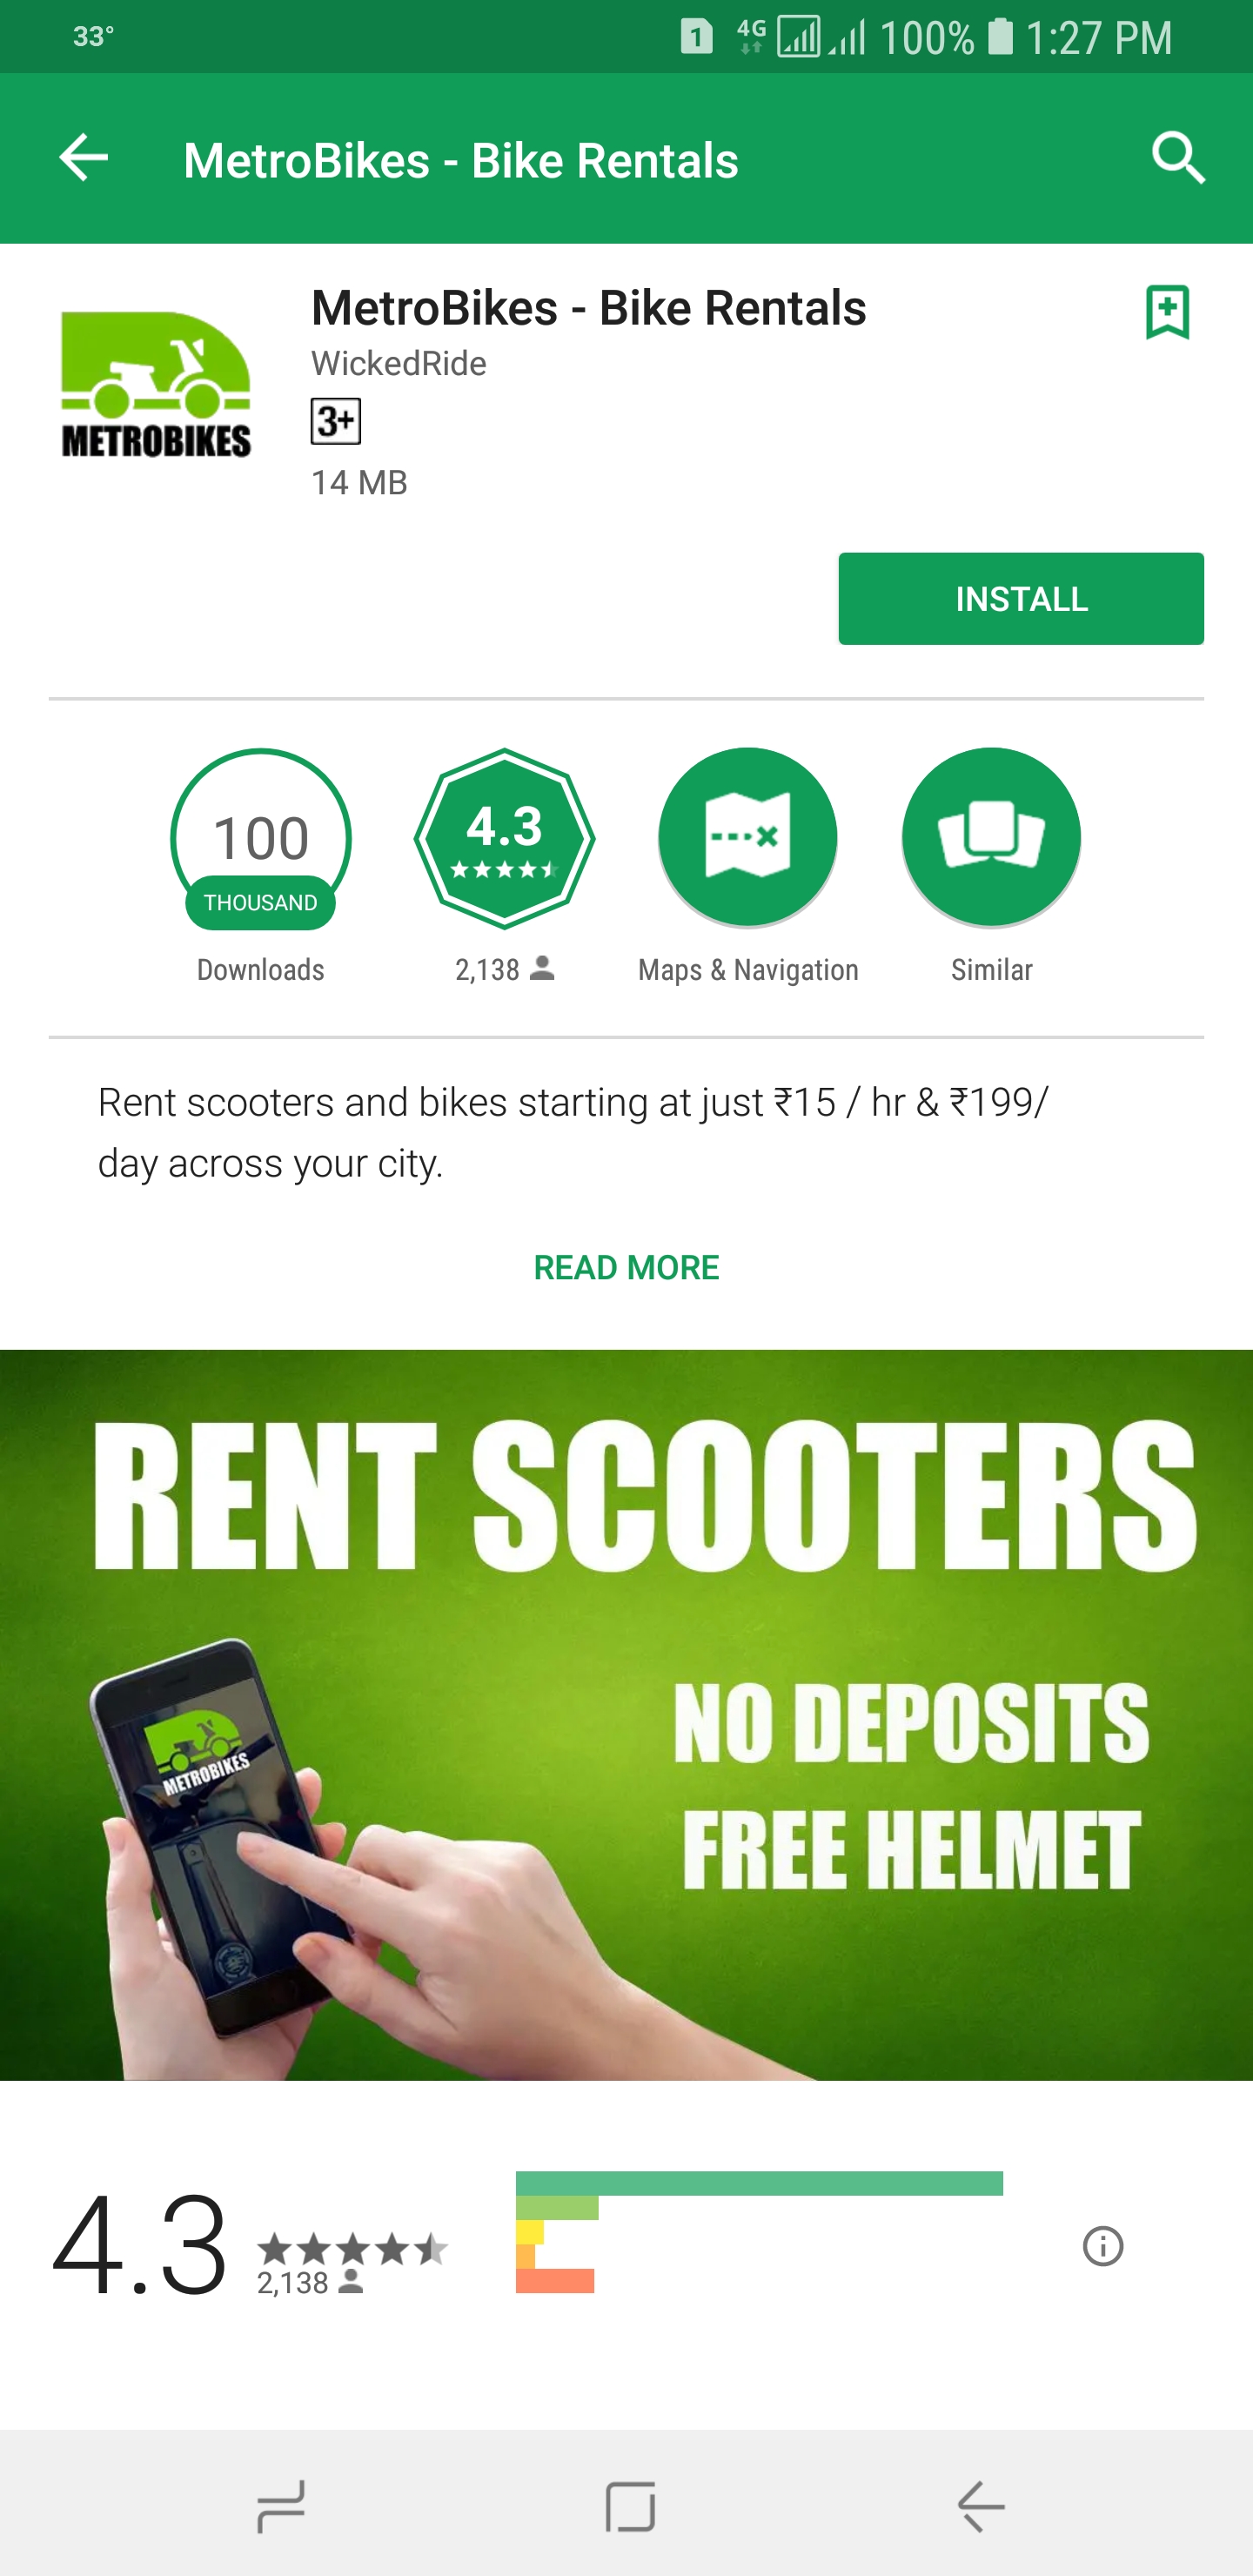 33°
1 4G 100% 1:27 PM
MetroBikes - Bike Rentals
MetroBikes - Bike Rentals
WickedRide
3+
14 MB
METROBIKES
INSTALL
100
THOUSAND
Downloads
4.3
2,138
Maps & Navigation
Similar
Rent scooters and bikes starting at just ₹15 / hr & ₹199/
day across your city.
READ MORE
RENT SCOOTERS
NO DEPOSITS
FREE HELMET
METROBIKES
4.3
2,138